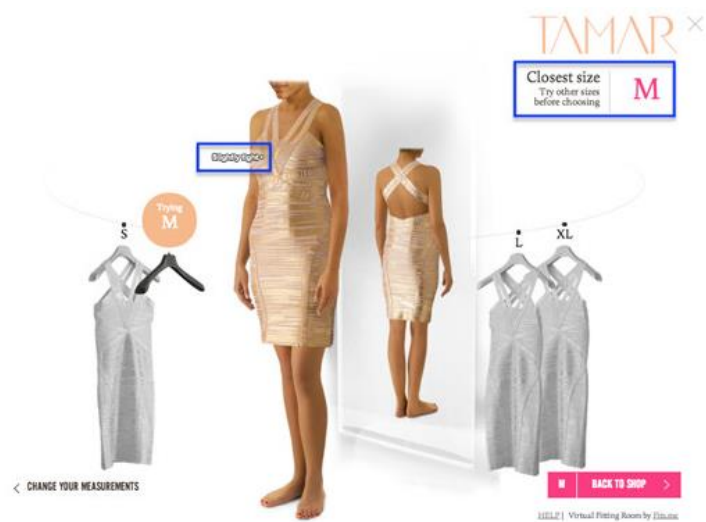 TAMAR
Closest size
Try other sizes
before choosing
M
Slightly tight
Trying
M
S
L
XL
CHANGE YOUR MEASUREMENTS
M
BACK TO SHOP
HELP | Virtual Fitting Room by Fits.me